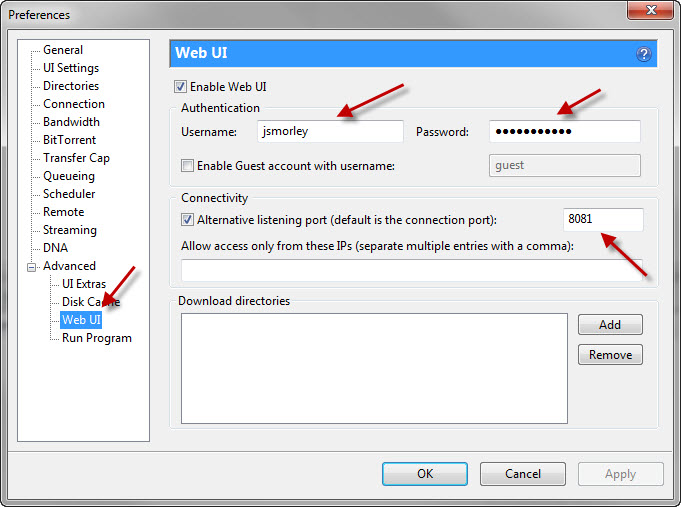 Preferences
General
UI Settings
Directories
Connection
Bandwidth
BitTorrent
Transfer Cap
Queueing
Scheduler
Remote
Streaming
DNA
Advanced
UI Extras
Disk Cache
Web UI
Run Program
Web UI
Enable Web UI
Authentication
Username: jsmorley Password: ●●●●●●●●●●●
Enable Guest account with username: guest
Connectivity
Alternative listening port (default is the connection port): 8081
Allow access only from these IPs (separate multiple entries with a comma):
Download directories
Add
Remove
OK Cancel Apply